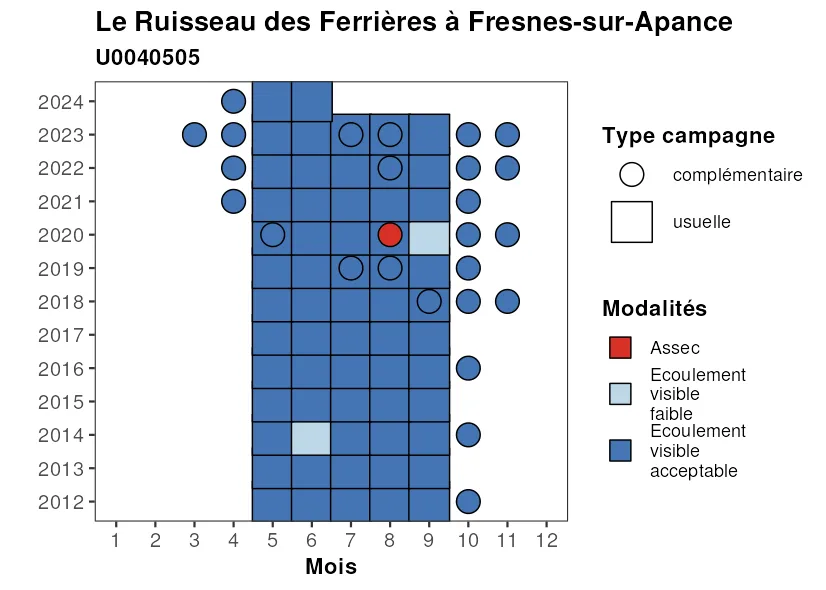 Le Ruisseau des Ferrières à Fresnes-sur-Apance
U0040505
2024
2023
2022
2021
2020
2019
2018
2017
2016
2015
2014
2013
2012
1 2 3 4 5 6 7 8 9 10 11 12
Mois
Type campagne
complémentaire
usuelle
Modalités
Assec
Ecoulement
visible
faible
Ecoulement
visible
acceptable